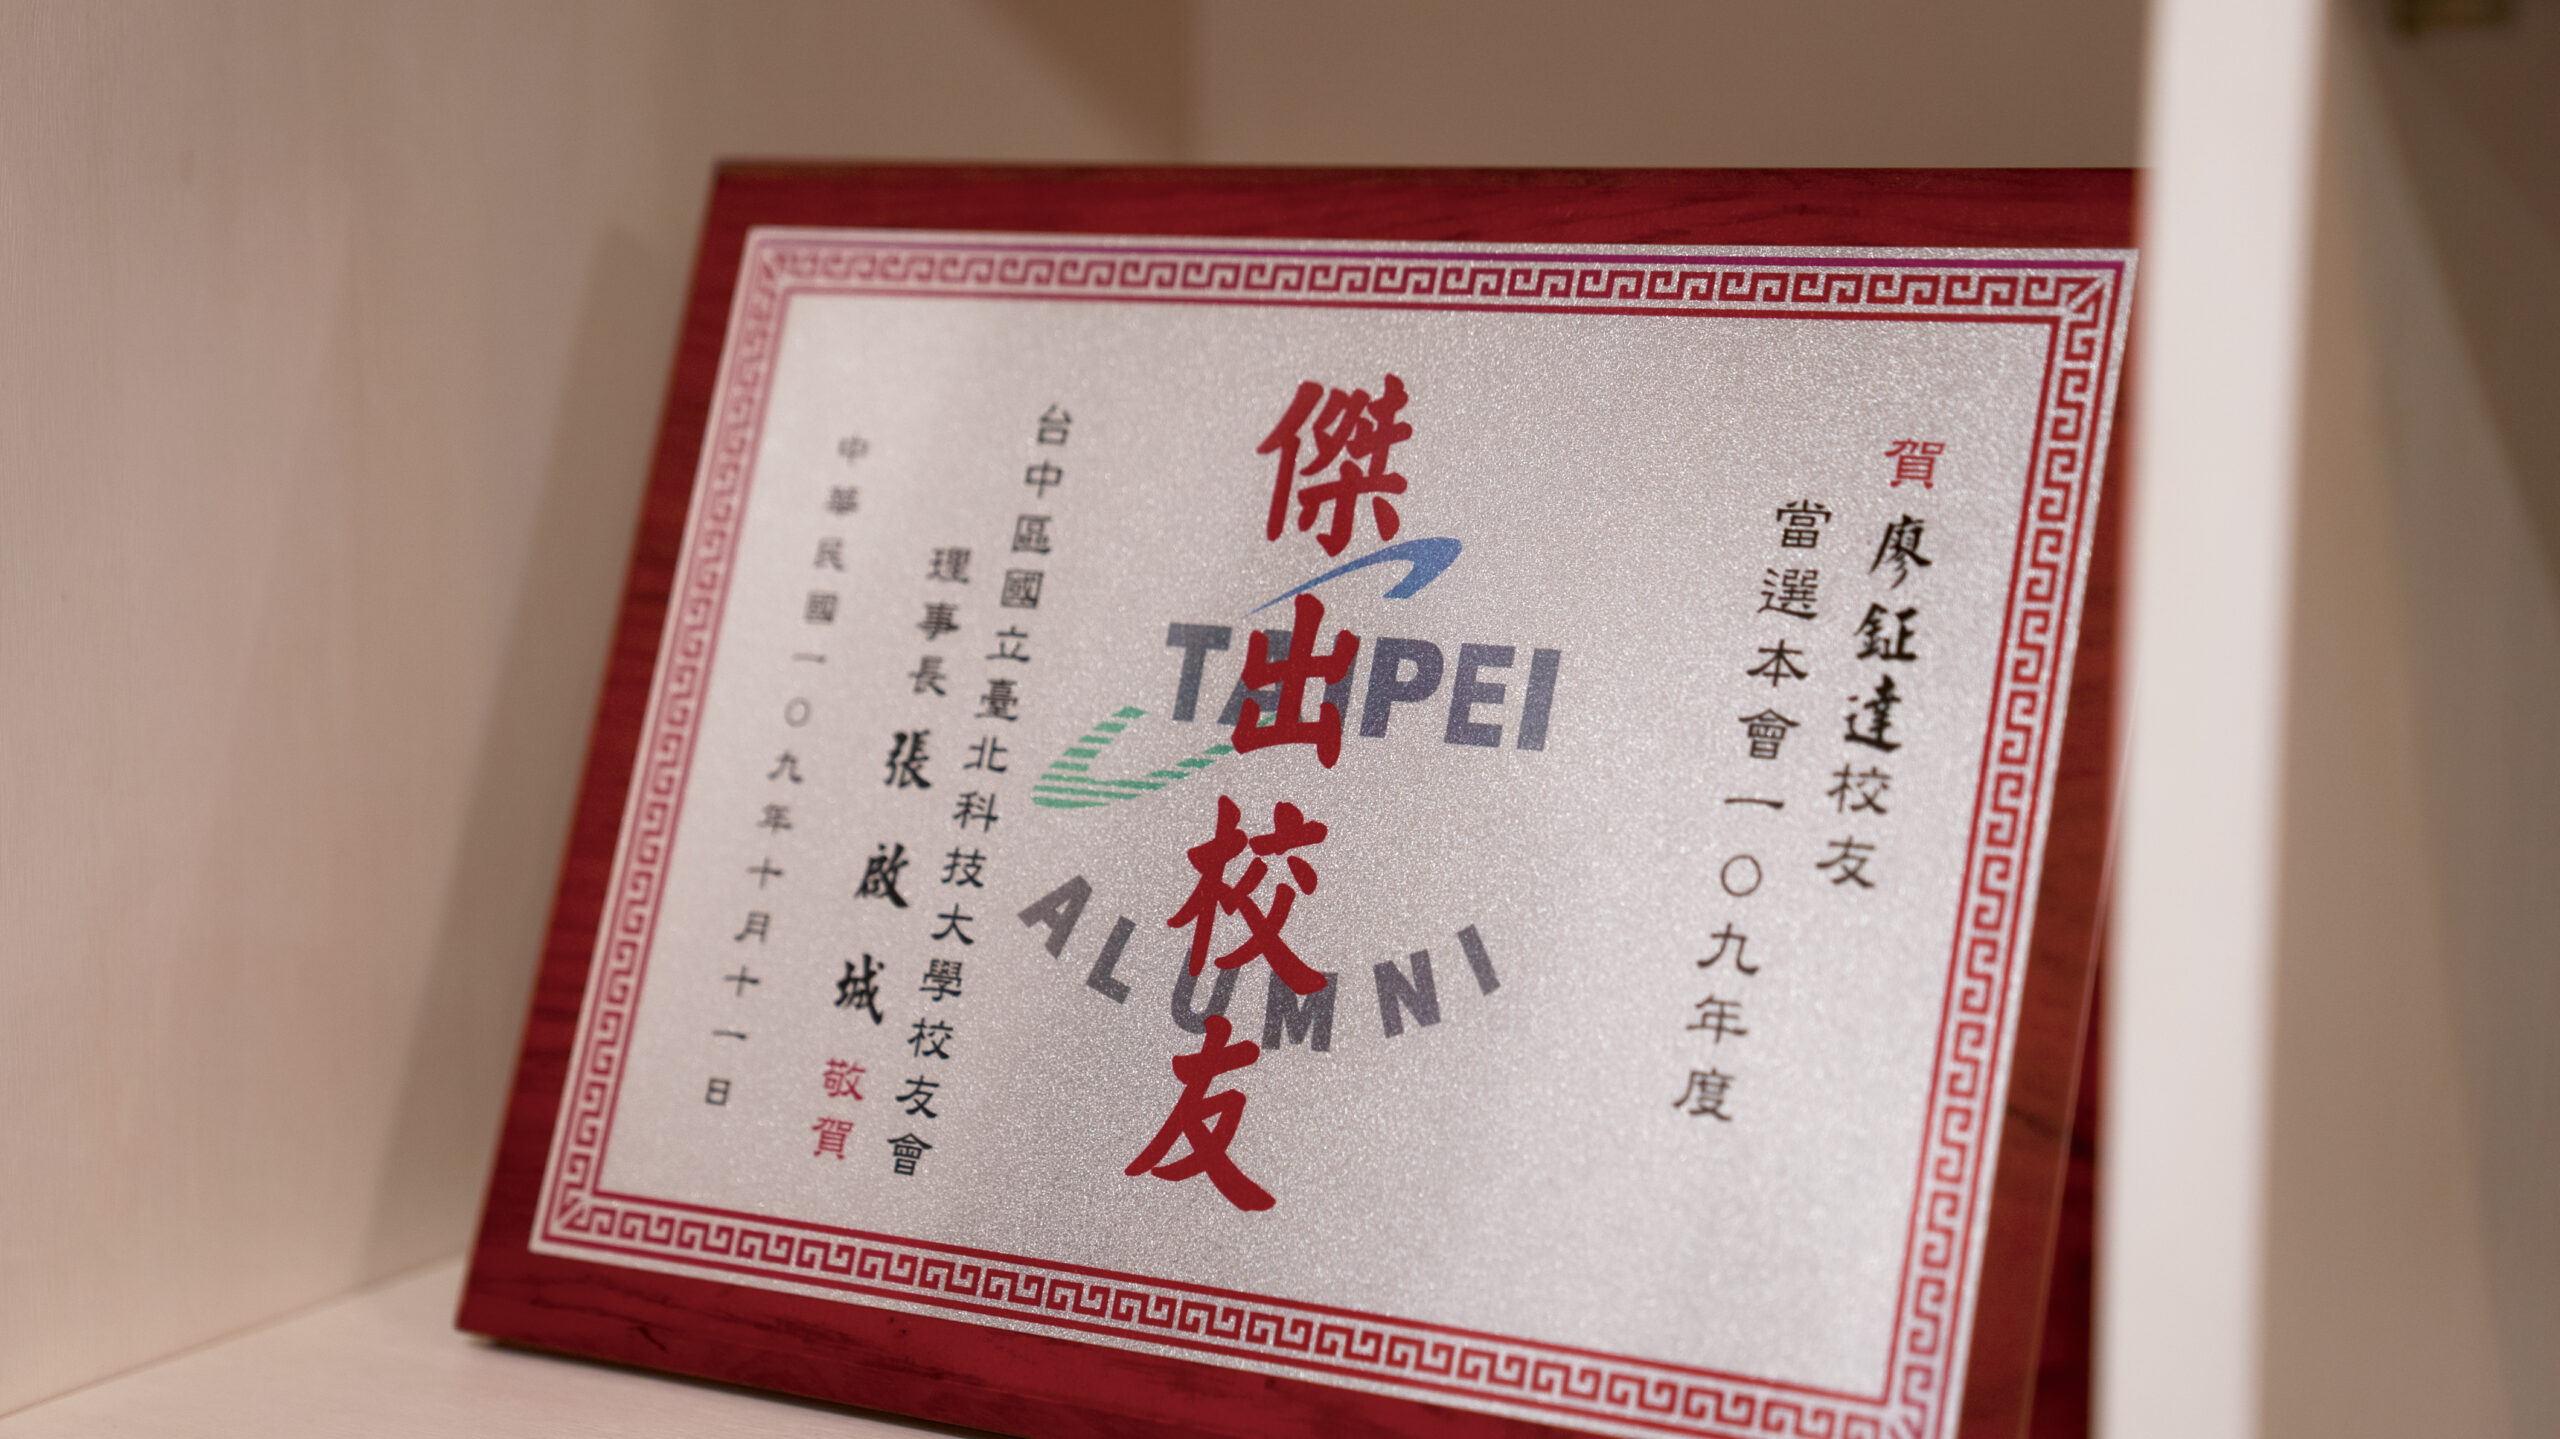 賀廖鉦達校友
當選本會一〇九年度
傑出校友
TAIPEI
ALUMNI
台中區國立臺北科技大學校友會
理事長張啟城敬賀
中華民國一〇九年十月十一日